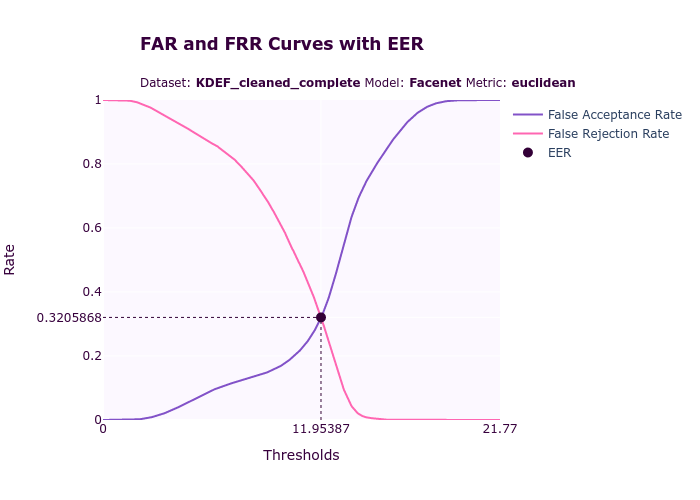 FAR and FRR Curves with EER
Dataset: KDEF_cleaned_complete Model: Facenet Metric: euclidean
False Acceptance Rate
False Rejection Rate
EER
1
0.8
0.6
0.4
0.3205868
0.2
0
Rate
0
11.95387
21.77
Thresholds